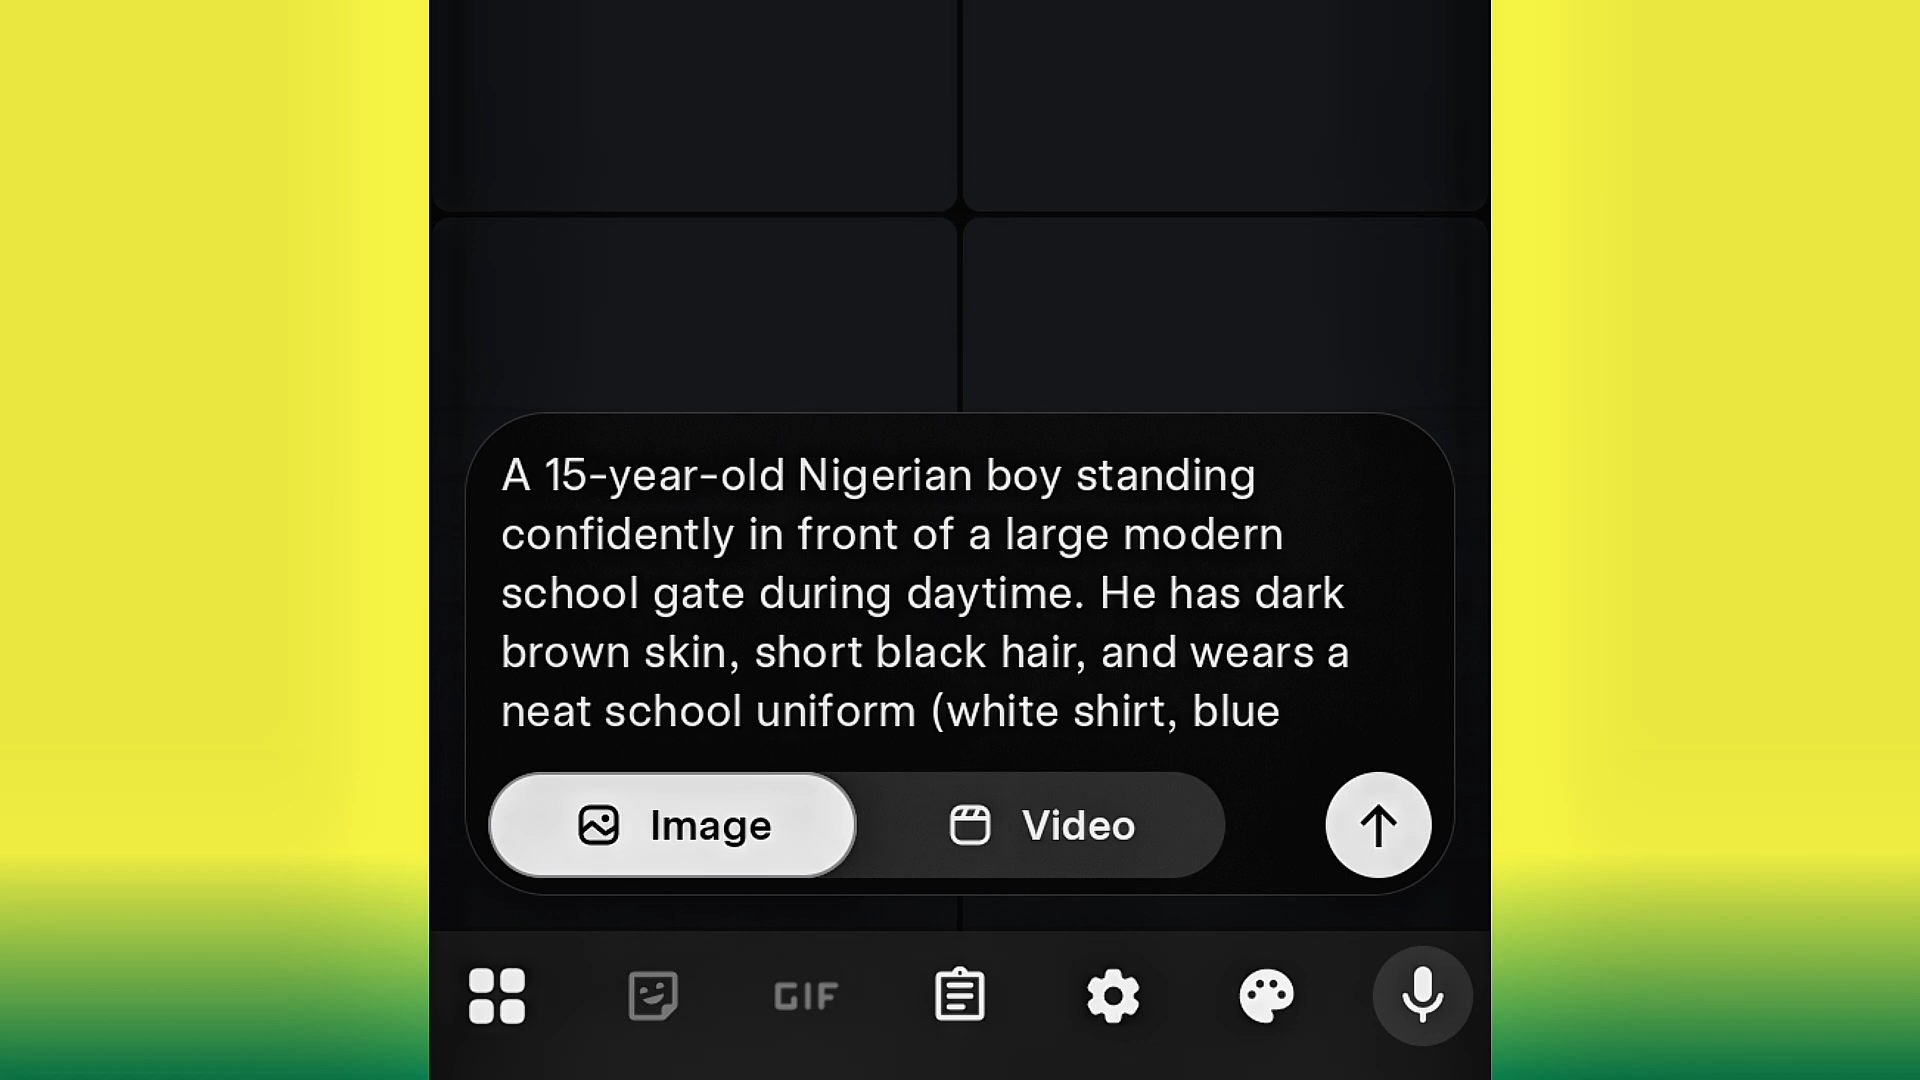 A 15-year-old Nigerian boy standing
confidently in front of a large modern
school gate during daytime. He has dark
brown skin, short black hair, and wears a
neat school uniform (white shirt, blue
Image Video
GIF